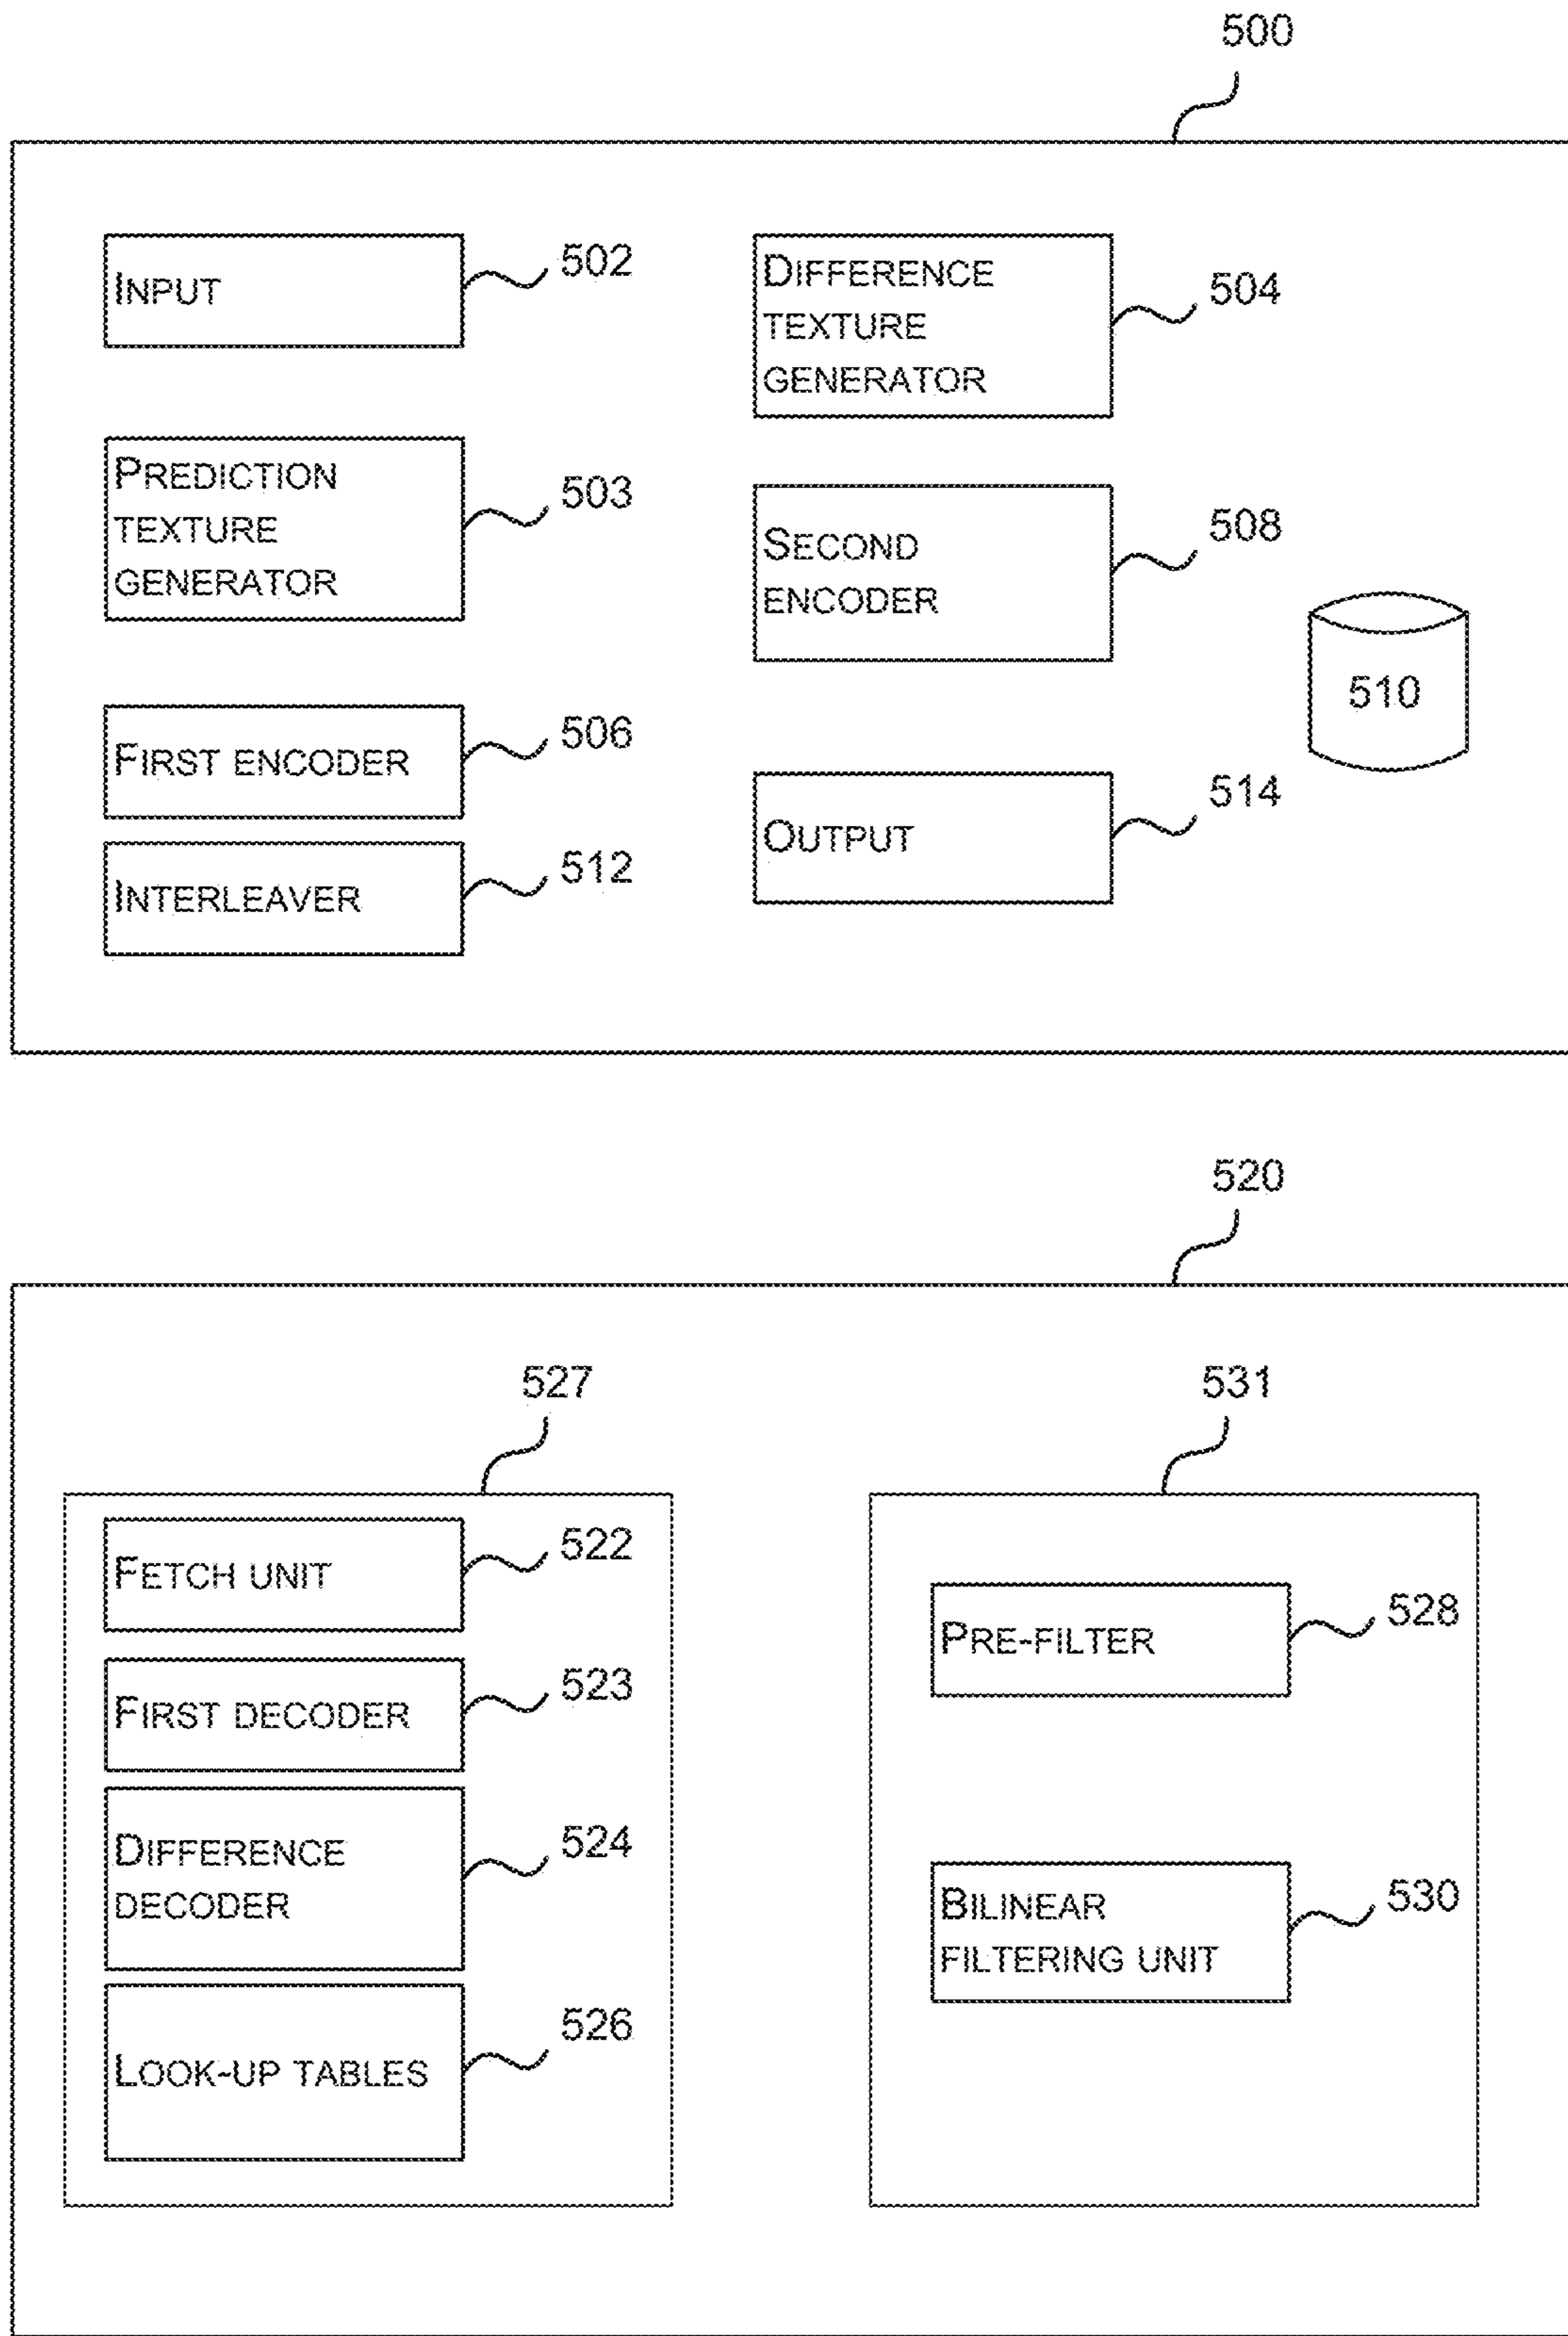 500
INPUT
502
DIFFERENCE
TEXTURE
GENERATOR
504
PREDICTION
TEXTURE
GENERATOR
503
SECOND
ENCODER
508
510
FIRST ENCODER
506
OUTPUT
514
INTERLEAVER
512
520
527
531
FETCH UNIT
522
PRE-FILTER
528
FIRST DECODER
523
DIFFERENCE
DECODER
524
BILINEAR
FILTERING UNIT
530
LOOK-UP TABLES
526